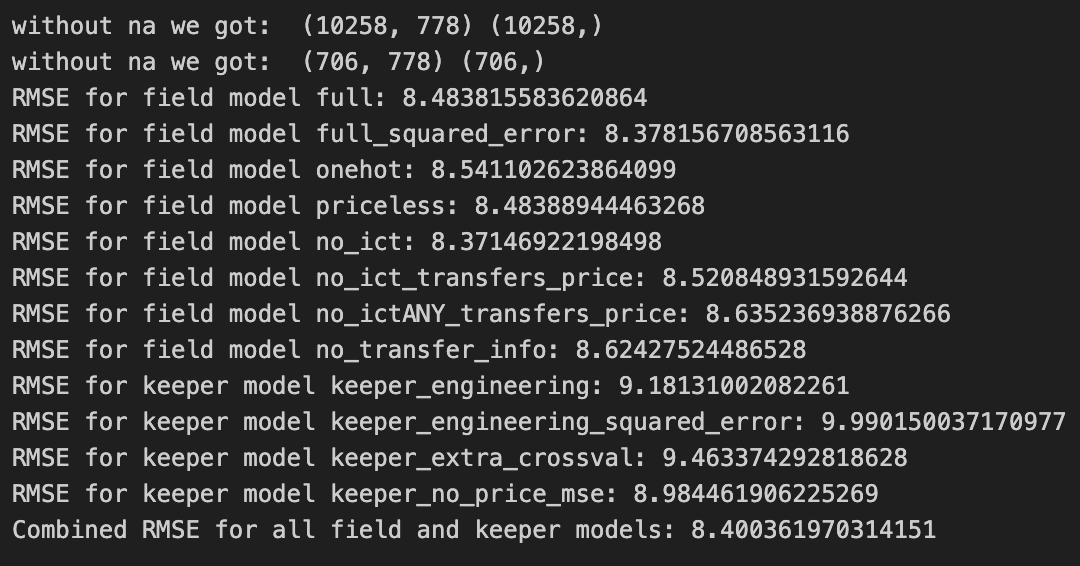 without na we got:  (10258, 778) (10258,)
without na we got:  (706, 778) (706,)
RMSE for field model full: 8.483815583620864
RMSE for field model full_squared_error: 8.378156708563116
RMSE for field model onehot: 8.541102623864099
RMSE for field model priceless: 8.48388944463268
RMSE for field model no_ict: 8.37146922198498
RMSE for field model no_ict_transfers_price: 8.520848931592644
RMSE for field model no_ictANY_transfers_price: 8.635236938876266
RMSE for field model no_transfer_info: 8.62427524486528
RMSE for keeper model keeper_engineering: 9.18131002082261
RMSE for keeper model keeper_engineering_squared_error: 9.990150037170977
RMSE for keeper model keeper_extra_crossval: 9.463374292818628
RMSE for keeper model keeper_no_price_mse: 8.984461906225269
Combined RMSE for all field and keeper models: 8.400361970314151